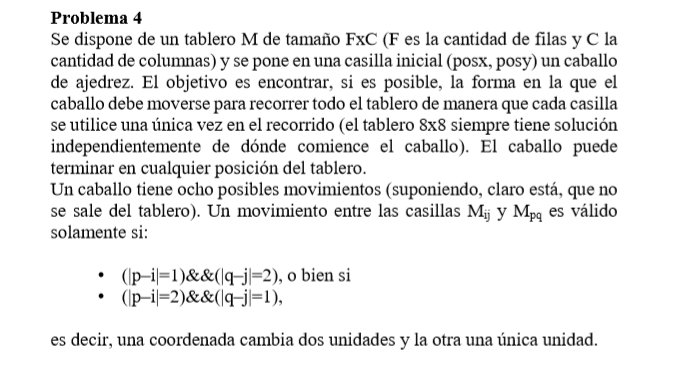 Problema 4
Se dispone de un tablero M de tamaño FxC (F es la cantidad de filas y C la
cantidad de columnas) y se pone en una casilla inicial (posx, posy) un caballo
de ajedrez. El objetivo es encontrar, si es posible, la forma en la que el
caballo debe moverse para recorrer todo el tablero de manera que cada casilla
se utilice una única vez en el recorrido (el tablero 8x8 siempre tiene solución
independientemente de dónde comience el caballo). El caballo puede
terminar en cualquier posición del tablero.
Un caballo tiene ocho posibles movimientos (suponiendo, claro está, que no
se sale del tablero). Un movimiento entre las casillas Mij y Mpq es válido
solamente si:
• (|p–i|=1)&&(|q–j|=2), o bien si
• (|p–i|=2)&&(|q–j|=1),
es decir, una coordenada cambia dos unidades y la otra una única unidad.